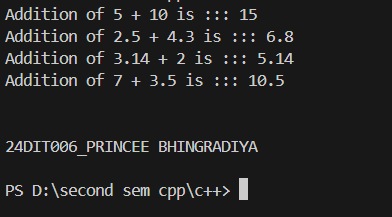 Addition of 5 + 10 is ::: 15
Addition of 2.5 + 4.3 is ::: 6.8
Addition of 3.14 + 2 is ::: 5.14
Addition of 7 + 3.5 is ::: 10.5
24DIT006_PRINCEE BHINGRADIYA
PS D:\second sem cpp\c++>